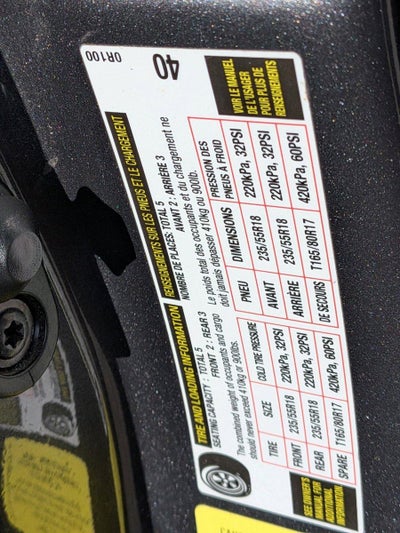 TIRE AND LOADING INFORMATION
SEATING CAPACITY : TOTAL 5
FRONT 2 : REAR 3
The combined weight of occupants and cargo
should never exceed 410kg or 900lbs.
TIRE SIZE COLD TIRE PRESSURE
FRONT 235/55R18 220kPa, 32PSI
REAR 235/55R18 220kPa, 32PSI
SPARE T165/80R17 420kPa, 60PSI
SEE OWNER'S
MANUAL FOR
ADDITIONAL
INFORMATION
RENSEIGNEMENTS SUR LES PNEUS ET LE CHARGEMENT
NOMBRE DE PLACES: TOTAL 5
AVANT 2 : ARRIÈRE 3
Le poids total des occupants et du chargement ne
doit jamais dépasser 410kg or 900lb.
PNEU DIMENSIONS PRESSION DES
PNEUS À FROID
AVANT 235/55R18 220kPa, 32PSI
ARRIÈRE 235/55R18 220kPa, 32PSI
DE SECOURS T165/80R17 420kPa, 60PSI
VOIR LE MANUEL
DE L'USAGER
POUR PLUS DE
RENSEIGNEMENTS
0R100
40